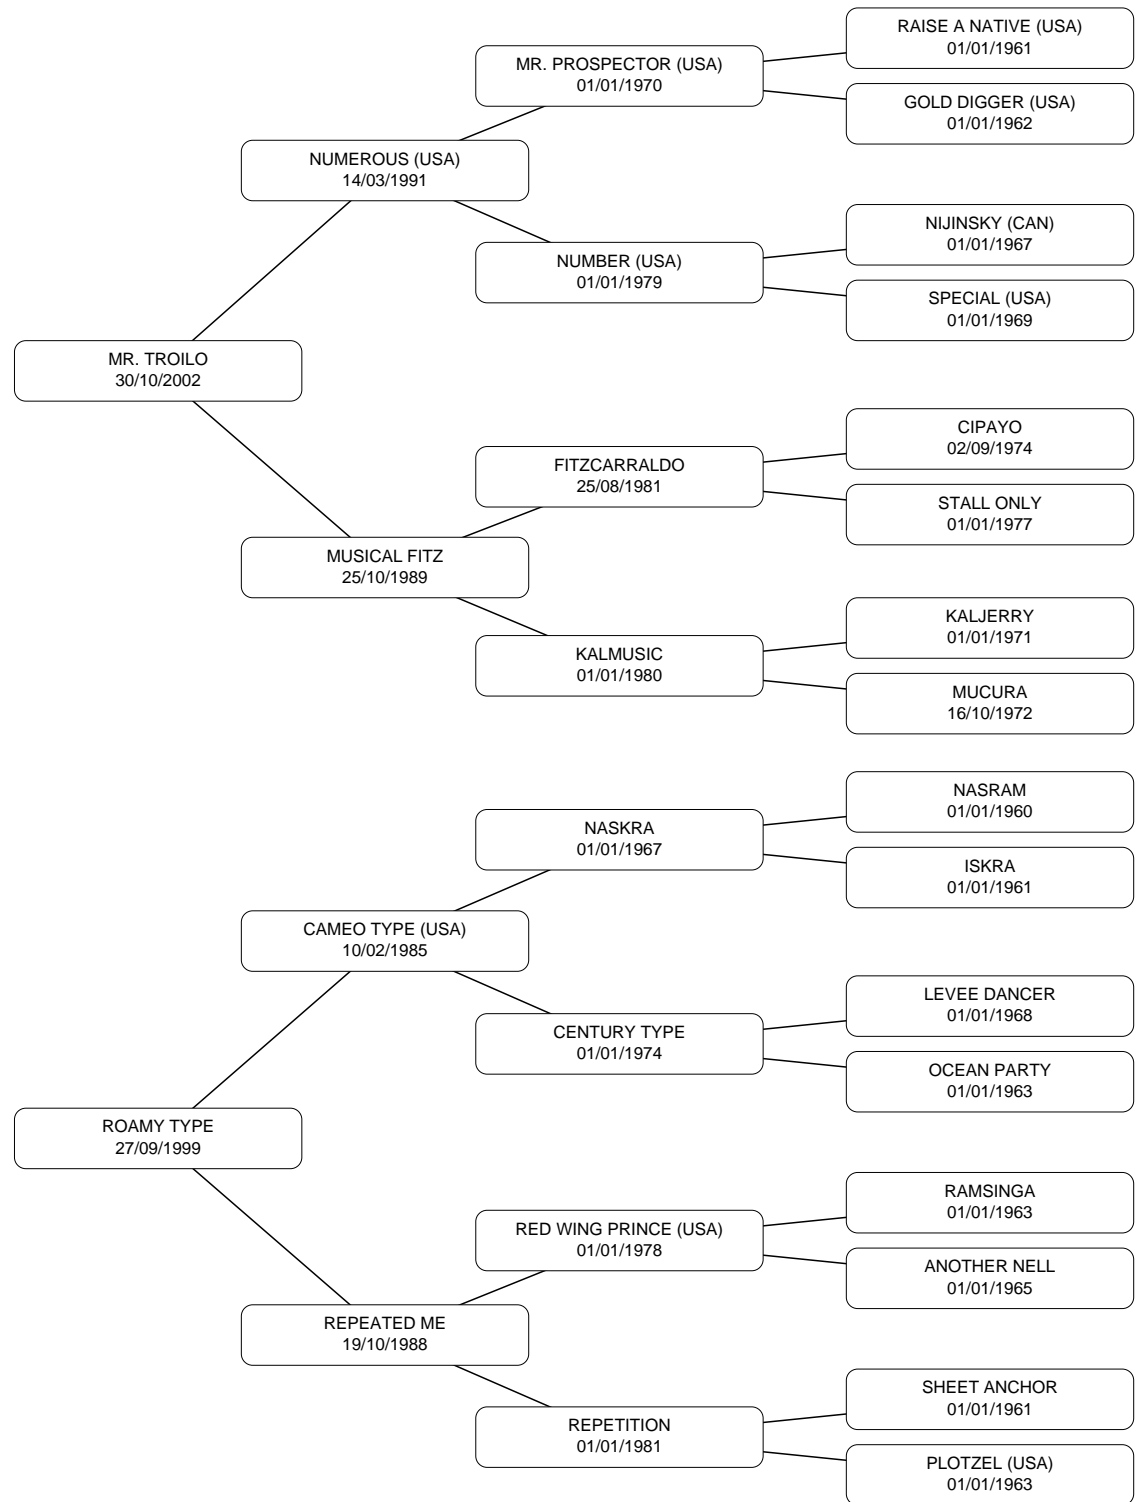 RAISE A NATIVE (USA)
01/01/1961
MR. PROSPECTOR (USA)
01/01/1970
GOLD DIGGER (USA)
01/01/1962
NUMEROUS (USA)
14/03/1991
NIJINSKY (CAN)
01/01/1967
NUMBER (USA)
01/01/1979
SPECIAL (USA)
01/01/1969
MR. TROILO
30/10/2002
CIPAYO
02/09/1974
FITZCARRALDO
25/08/1981
STALL ONLY
01/01/1977
MUSICAL FITZ
25/10/1989
KALJERRY
01/01/1971
KALMUSIC
01/01/1980
MUCURA
16/10/1972
NASRAM
01/01/1960
NASKRA
01/01/1967
ISKRA
01/01/1961
CAMEO TYPE (USA)
10/02/1985
LEVEE DANCER
01/01/1968
CENTURY TYPE
01/01/1974
OCEAN PARTY
01/01/1963
ROAMY TYPE
27/09/1999
RAMSINGA
01/01/1963
RED WING PRINCE (USA)
01/01/1978
ANOTHER NELL
01/01/1965
REPEATED ME
19/10/1988
SHEET ANCHOR
01/01/1961
REPETITION
01/01/1981
PLOTZEL (USA)
01/01/1963